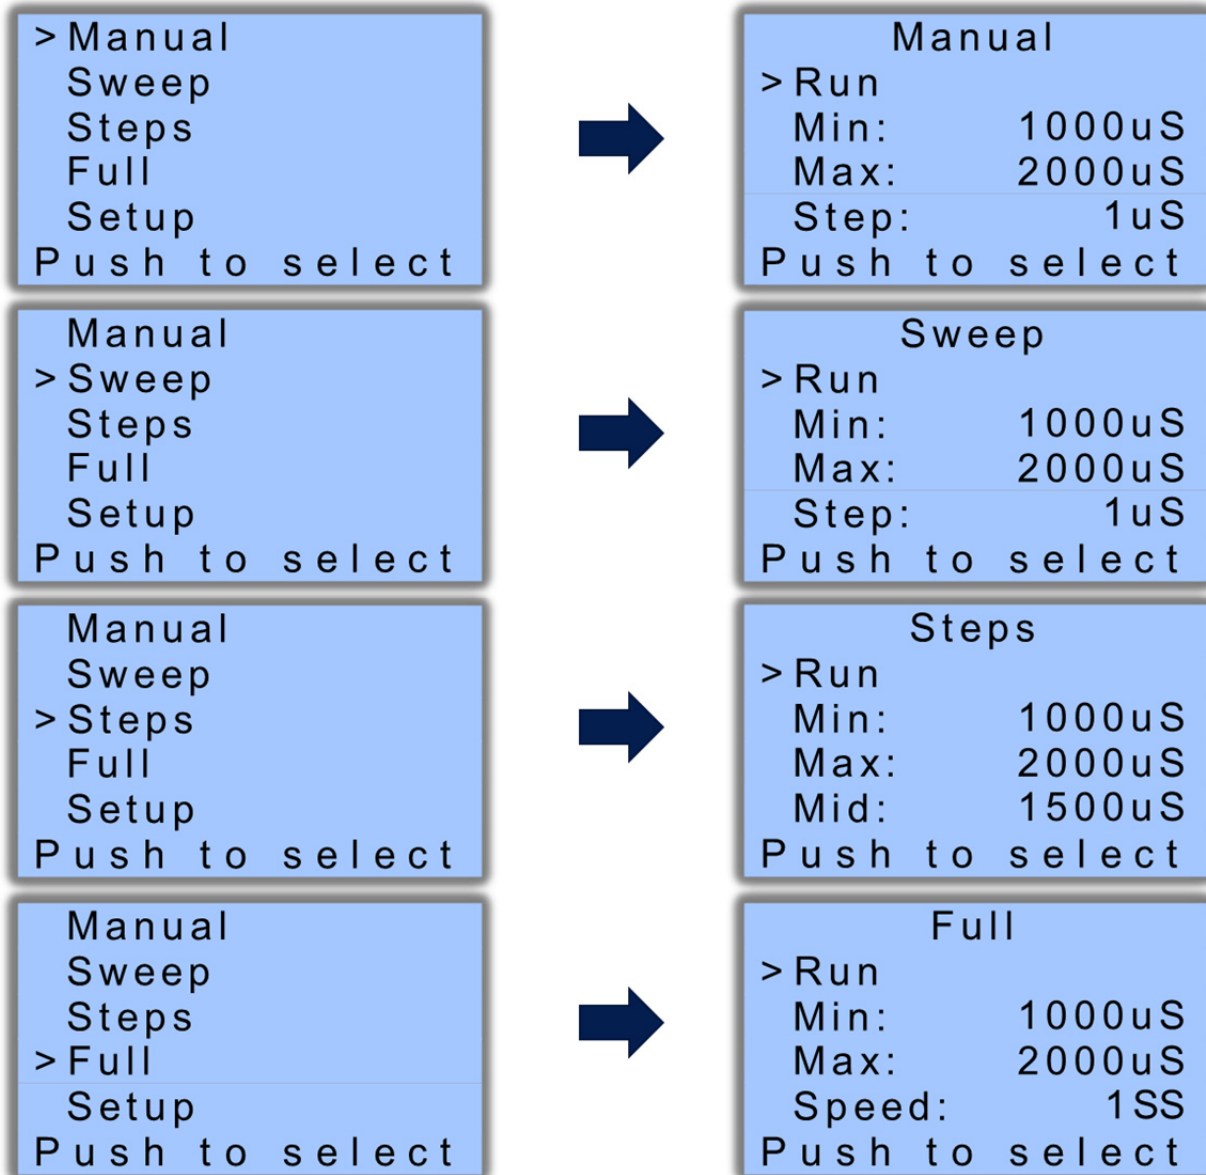 >Manual
Sweep
Steps
Full
Setup
Push to select
Manual
>Run
Min: 1000uS
Max: 2000uS
Step: 1uS
Push to select
Manual
>Sweep
Steps
Full
Setup
Push to select
Sweep
>Run
Min: 1000uS
Max: 2000uS
Step: 1uS
Push to select
Manual
Sweep
>Steps
Full
Setup
Push to select
Steps
>Run
Min: 1000uS
Max: 2000uS
Mid: 1500uS
Push to select
Manual
Sweep
Steps
>Full
Setup
Push to select
Full
>Run
Min: 1000uS
Max: 2000uS
Speed: 1SS
Push to select